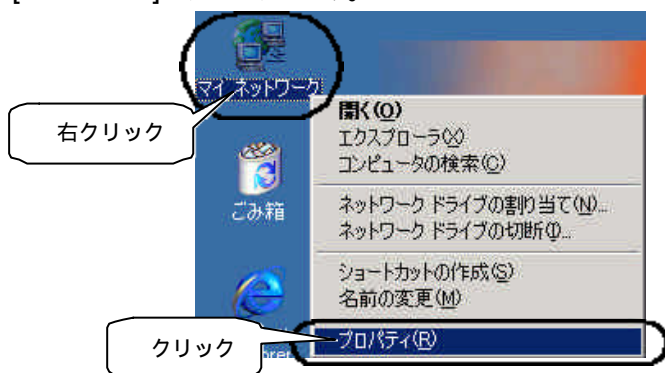 マイ ネットワーク
右クリック
開く(O)
エクスプローラ(X)
コンピュータの検索(C)
ごみ箱
ネットワーク ドライブの割り当て(N)...
ネットワーク ドライブの切断(I)...
ショートカットの作成(S)
名前の変更(M)
クリック
プロパティ(R)